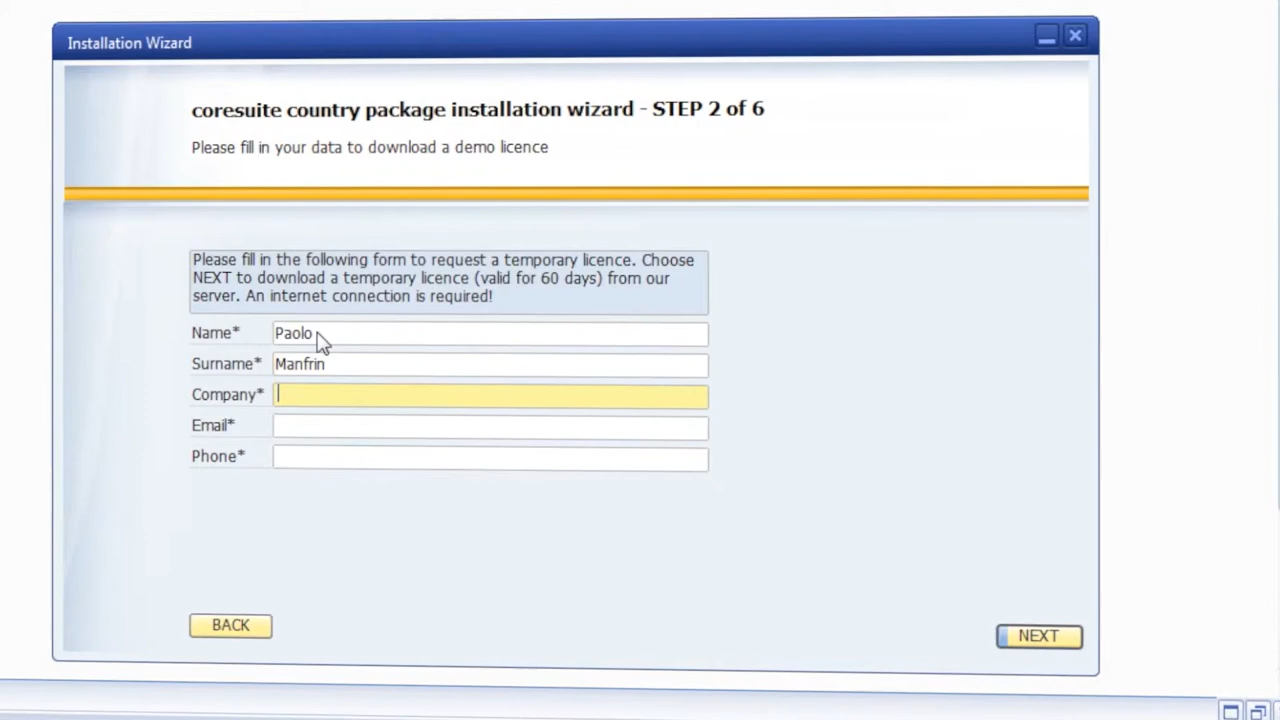 Installation Wizard
coresuite country package installation wizard - STEP 2 of 6
Please fill in your data to download a demo licence
Please fill in the following form to request a temporary licence. Choose
NEXT to download a temporary licence (valid for 60 days) from our
server. An internet connection is required!
Name* Paolo
Surname* Manfrin
Company*
Email*
Phone*
BACK
NEXT